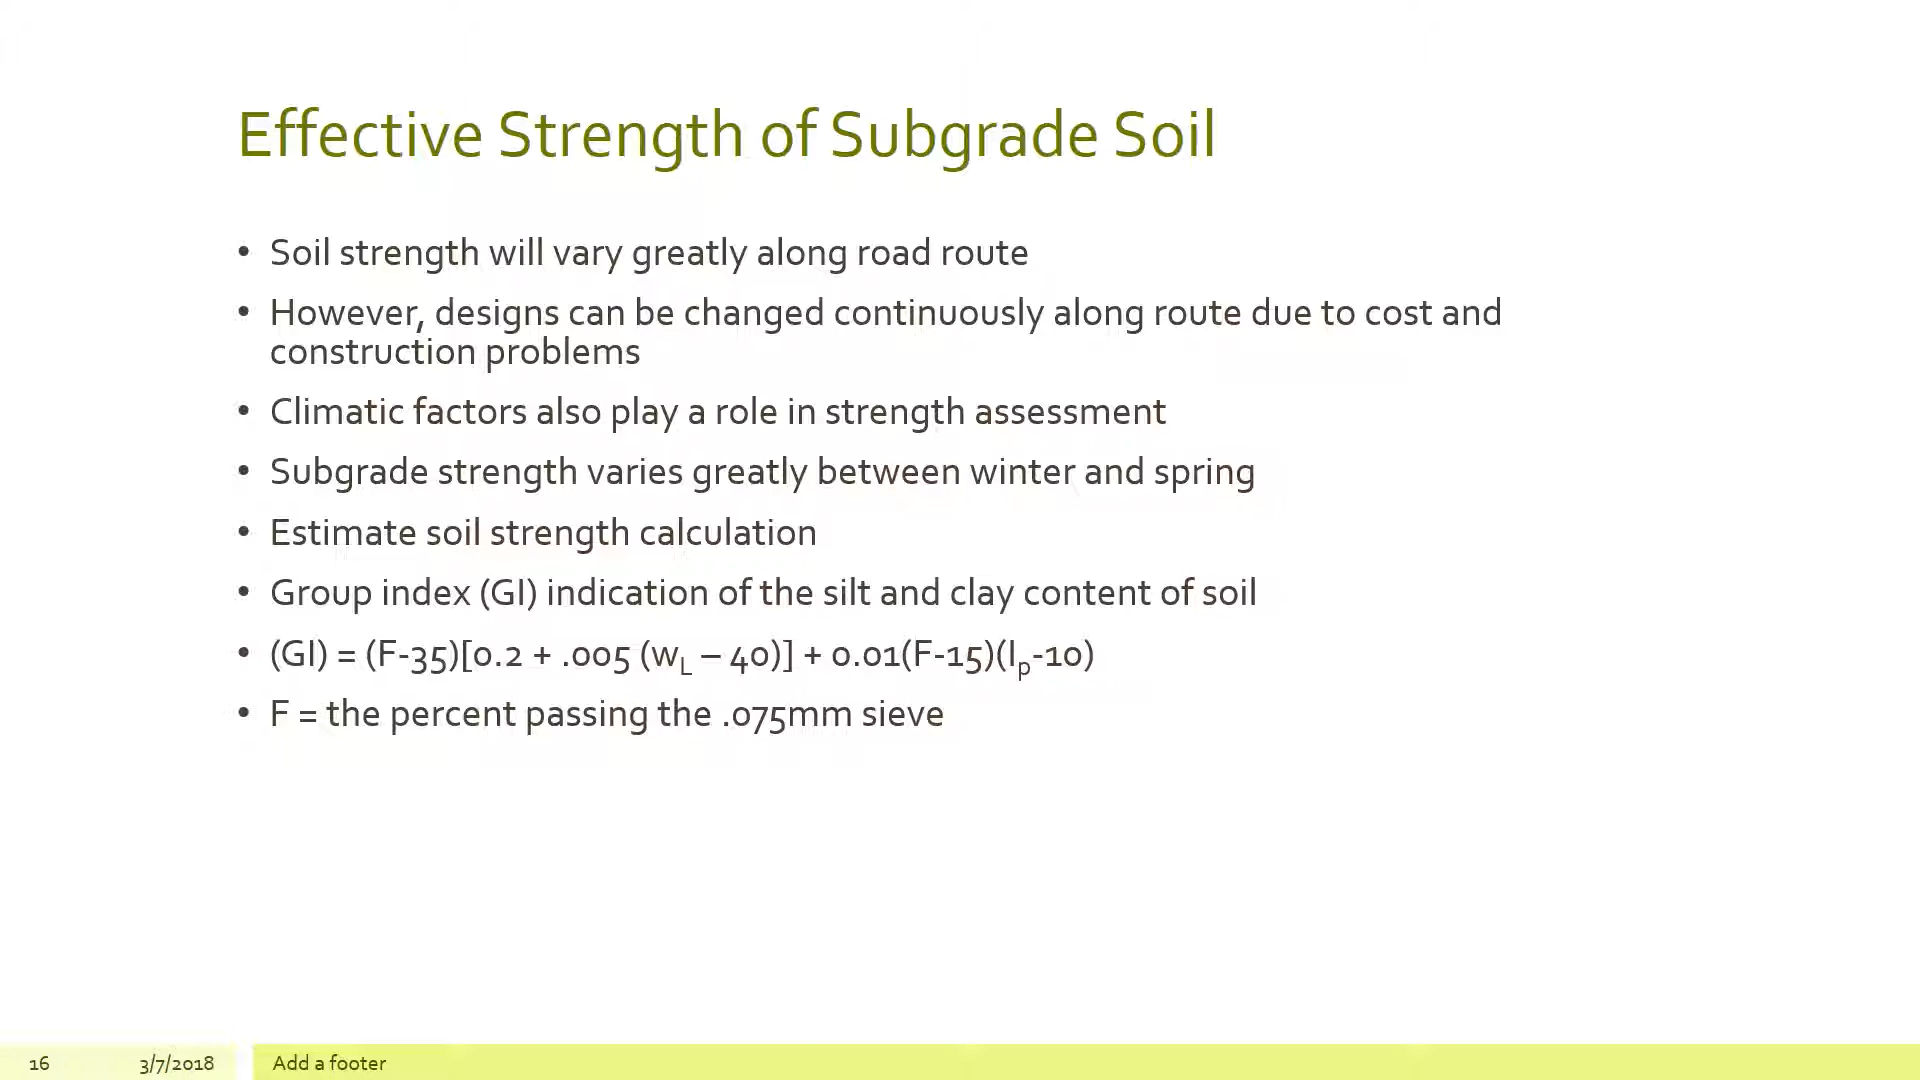 Effective Strength of Subgrade Soil
• Soil strength will vary greatly along road route
• However, designs can be changed continuously along route due to cost and
construction problems
• Climatic factors also play a role in strength assessment
• Subgrade strength varies greatly between winter and spring
• Estimate soil strength calculation
• Group index (GI) indication of the silt and clay content of soil
• (GI) = (F-35)[0.2 + .005 (wL – 40)] + 0.01(F-15)(Ip-10)
• F = the percent passing the .075mm sieve
16 3/7/2018 Add a footer